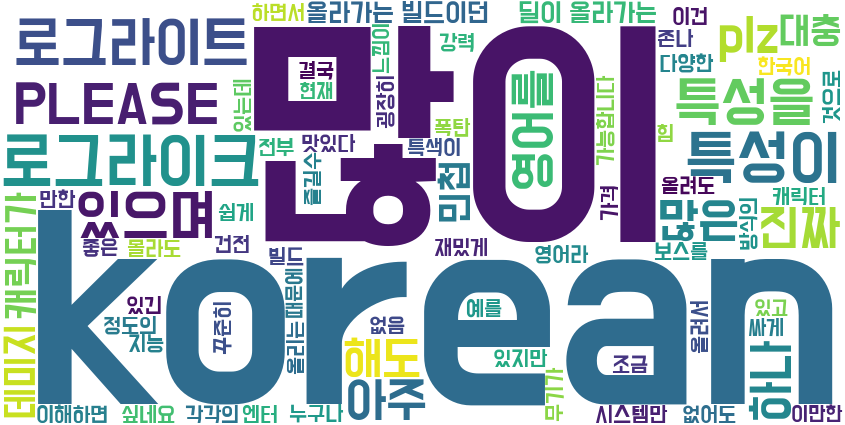 하면서 올라가는 빌드이던 딜이 올라가는 이건
로그라이트 많이 느낌이 강력 존나 plz 대충
결국 다양한 한국어
PLEASE 있는데 현재 굉장히 영어를 가능합니다 특성을 것으로
로그라이크 전부 맛있다 폭탄 특색이 힘 특성이
즐길수 민첩
만한 있으며 쉽게 가격 올려도 캐릭터
캐릭터가 많은 방식의 진짜
좋은 몰라도 건전 빌드 재밌게 영어라 보스를
korean
있긴 꾸준히 올리는 때문에 예를 있고
정도의 없음 올려서 싸게
지능
데미지 해도 있지만 조금 하나
아주 무기가
이해하면 싶네요 각각의 엔터 누구나 시스템만 없어도 이만한